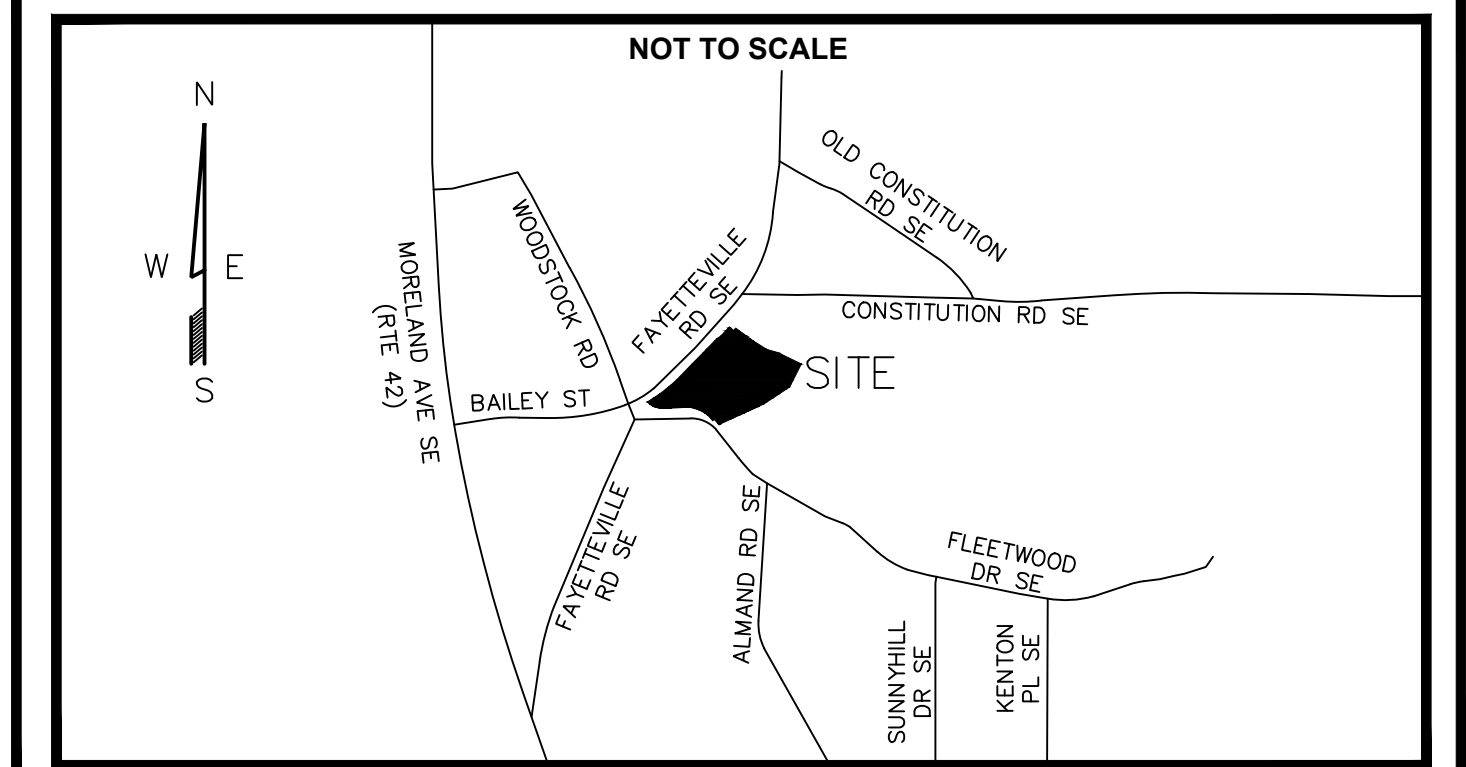 NOT TO SCALE
N
W E
S
OLD CONSTITUTION
RD SE
WOODSTOCK RD
FAYETTEVILLE
RD SE
MORELAND AVE SE
(RTE 42)
CONSTITUTION RD SE
SITE
BAILEY ST
FAYETTEVILLE
RD SE
ALMAND RD SE
FLEETWOOD
DR SE
SUNNYHILL
DR SE
KENTON
PL SE